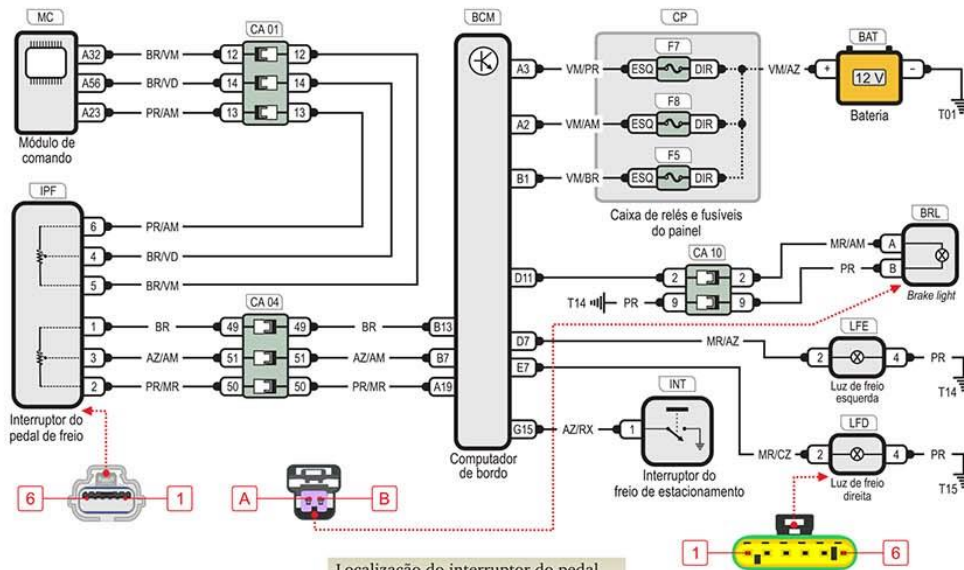 MC
CA 01
BCM
CP
A32 BR/VM 12 12
A56 BR/VD 14 14
A23 PR/AM 13 13
Módulo de
comando
F7
A3 VM/PR ESQ DIR
F8
A2 VM/AM ESQ DIR
F5
B1 VM/BR ESQ DIR
Caixa de relés e fusíveis
do painel
VM/AZ
BAT
+ 12 V -
Bateria
T01
IPF
6 PR/AM
4 BR/VD
5 BR/VM
CA 04
1 BR 49 49 BR B13
3 AZ/AM 51 51 AZ/AM B7
2 PR/MR 50 50 PR/MR A19
Interruptor do
pedal de freio
CA 10
BRL
D11 2 2 MR/AM A
T14 PR 9 9 PR B
Brake light
D7 MR/AZ
E7
LFE
2 4 PR
Luz de freio
esquerda
T14
INT
G15 AZ/RX 1
Computador
de bordo
Interruptor do
freio de estacionamento
LFD
MR/CZ 2 4 PR
Luz de freio
direita
T15
6 1
A B
1 6
Localização do interruptor do pedal